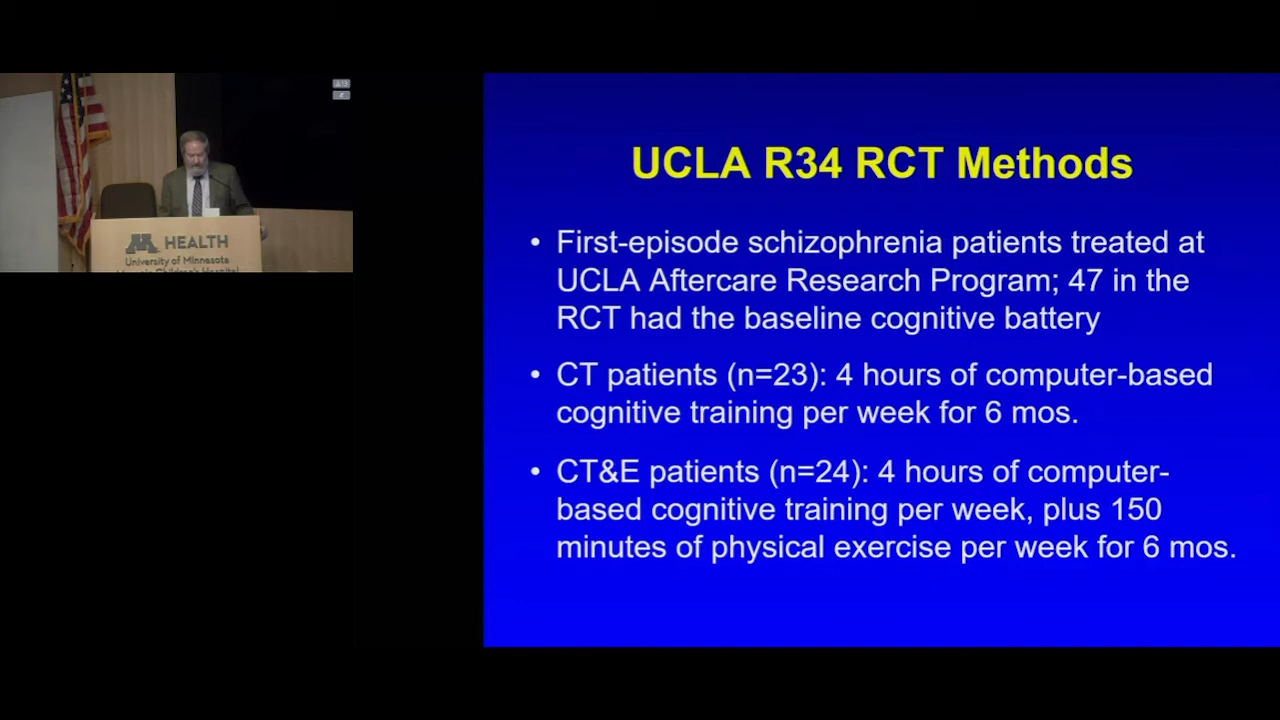 HEALTH
University of Minnesota
Children's Hospital
UCLA R34 RCT Methods
• First-episode schizophrenia patients treated at
UCLA Aftercare Research Program; 47 in the
RCT had the baseline cognitive battery
• CT patients (n=23): 4 hours of computer-based
cognitive training per week for 6 mos.
• CT&E patients (n=24): 4 hours of computer-
based cognitive training per week, plus 150
minutes of physical exercise per week for 6 mos.